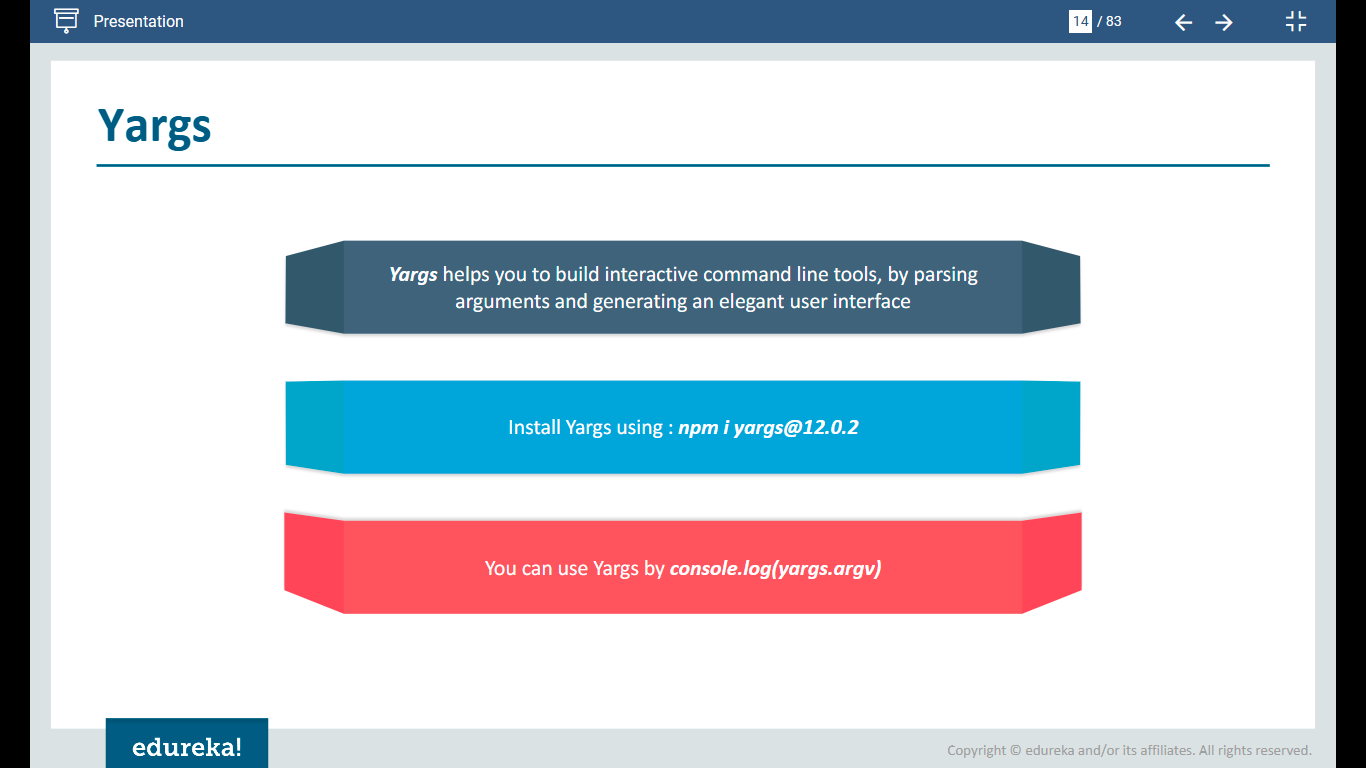 Presentation
14 / 83
Yargs
Yargs helps you to build interactive command line tools, by parsing
arguments and generating an elegant user interface
Install Yargs using : npm i yargs@12.0.2
You can use Yargs by console.log(yargs.argv)
edureka!
Copyright © edureka and/or its affiliates. All rights reserved.